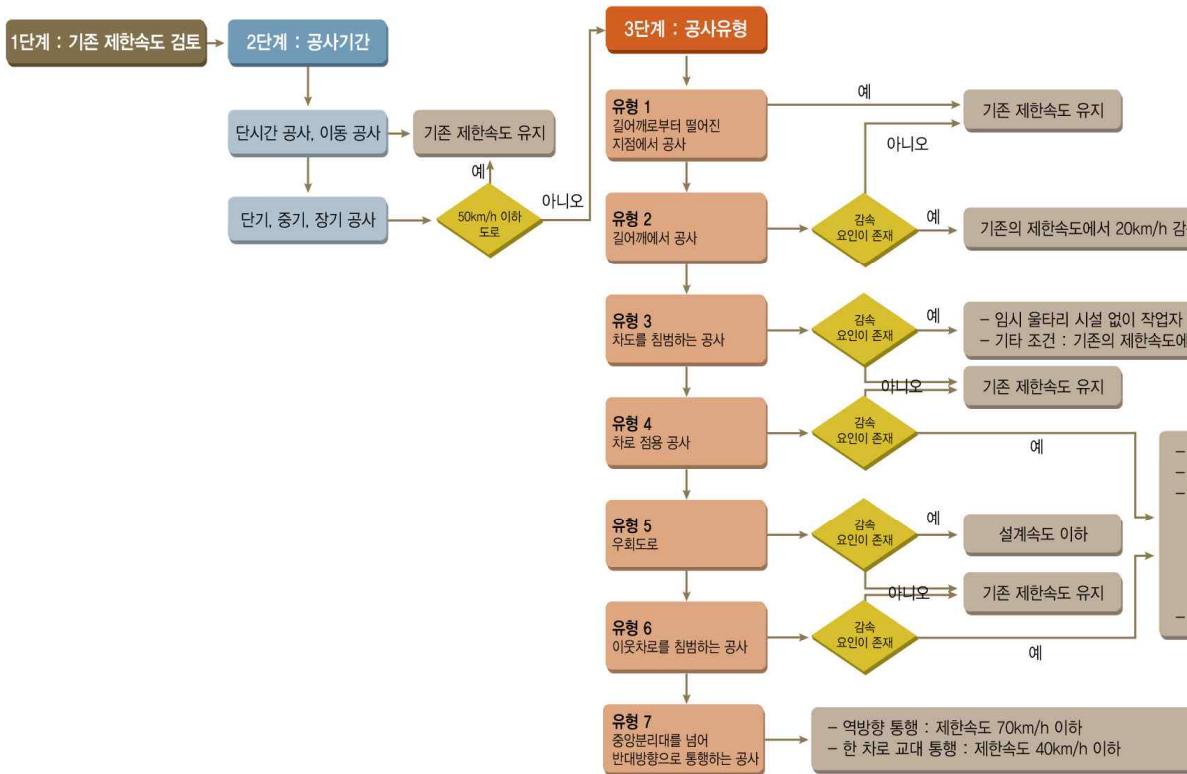 1단계 : 기존 제한속도 검토
2단계 : 공사기간
3단계 : 공사유형
단시간 공사, 이동 공사
기존 제한속도 유지
예
단기, 중기, 장기 공사
50km/h 이하
도로
아니오
유형 1
길어깨로부터 떨어진
지점에서 공사
예
기존 제한속도 유지
아니오
유형 2
길어깨에서 공사
감속
요인이 존재
예
기존의 제한속도에서 20km/h 감
유형 3
차도를 침범하는 공사
감속
요인이 존재
예
- 임시 울타리 시설 없이 작업자
- 기타 조건 : 기존의 제한속도에
아니오
기존 제한속도 유지
유형 4
차로 점용 공사
감속
요인이 존재
예
-
-
-
-
유형 5
우회도로
감속
요인이 존재
예
설계속도 이하
아니오
기존 제한속도 유지
유형 6
이웃차로를 침범하는 공사
감속
요인이 존재
예
유형 7
중앙분리대를 넘어
반대방향으로 통행하는 공사
- 역방향 통행 : 제한속도 70km/h 이하
- 한 차로 교대 통행 : 제한속도 40km/h 이하